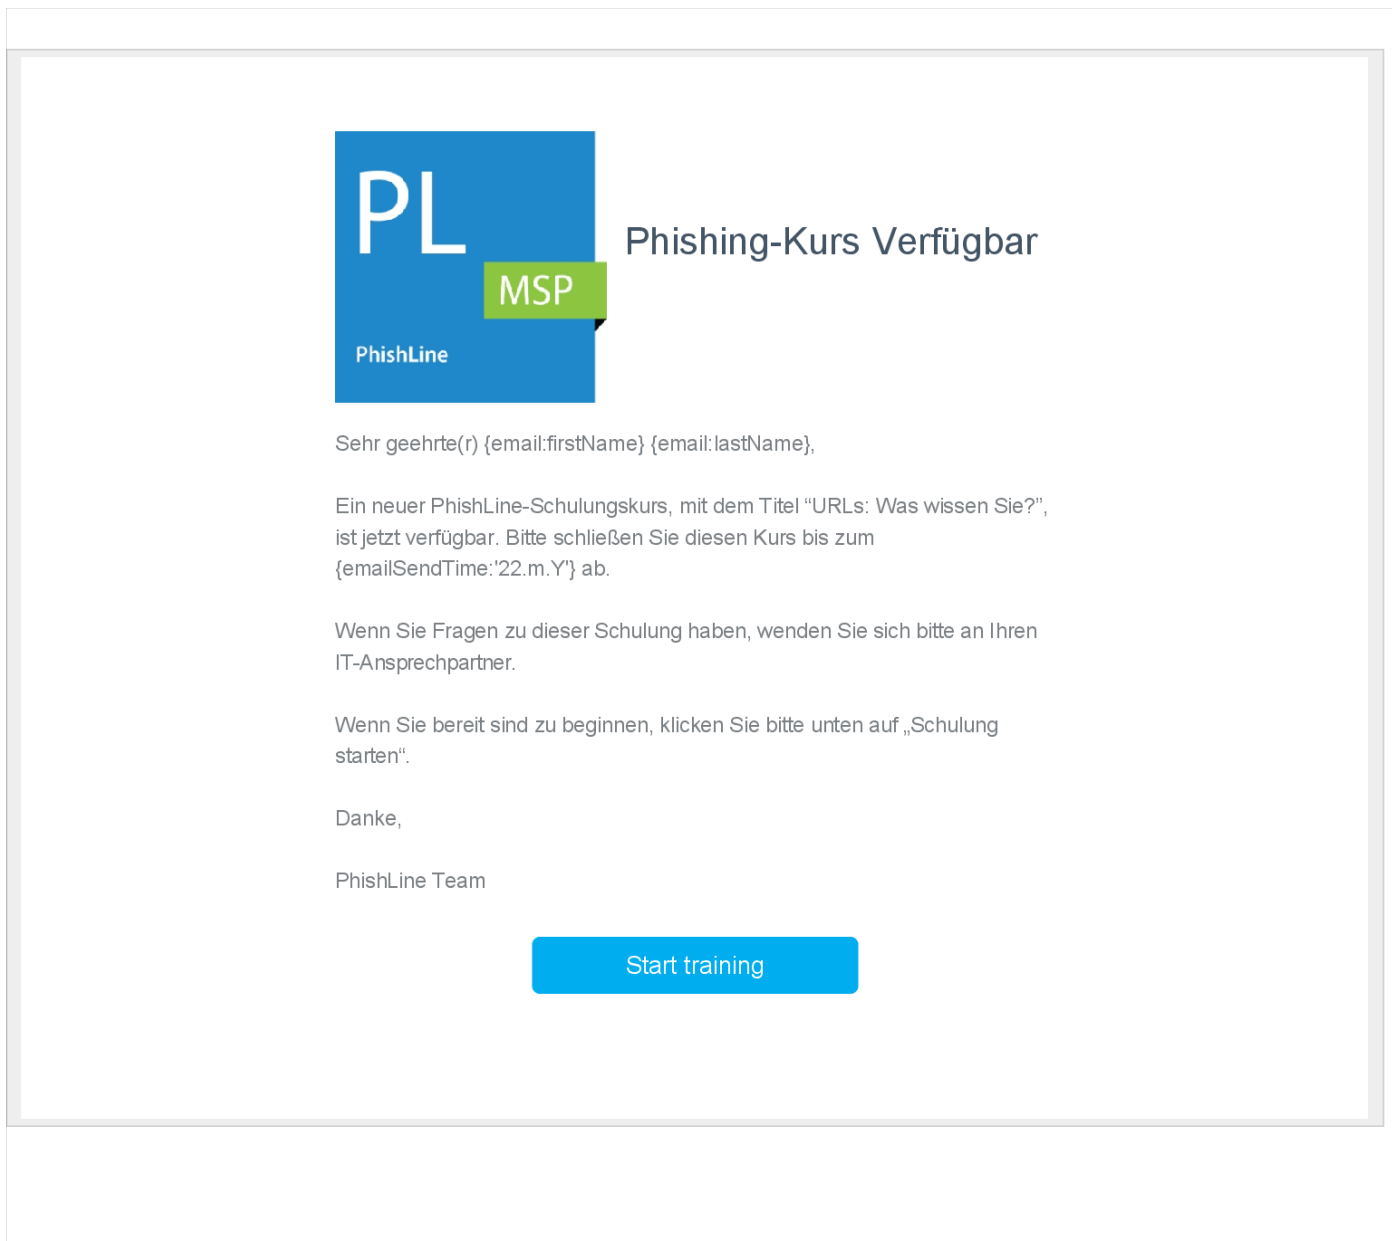 PL
MSP
PhishLine
Phishing-Kurs Verfügbar
Sehr geehrte(r) {email:firstName} {email:lastName},
Ein neuer PhishLine-Schulungskurs, mit dem Titel “URLs: Was wissen Sie?”,
ist jetzt verfügbar. Bitte schließen Sie diesen Kurs bis zum
{emailSendTime:'22.m.Y'} ab.
Wenn Sie Fragen zu dieser Schulung haben, wenden Sie sich bitte an Ihren
IT-Ansprechpartner.
Wenn Sie bereit sind zu beginnen, klicken Sie bitte unten auf „Schulung
starten“.
Danke,
PhishLine Team
Start training